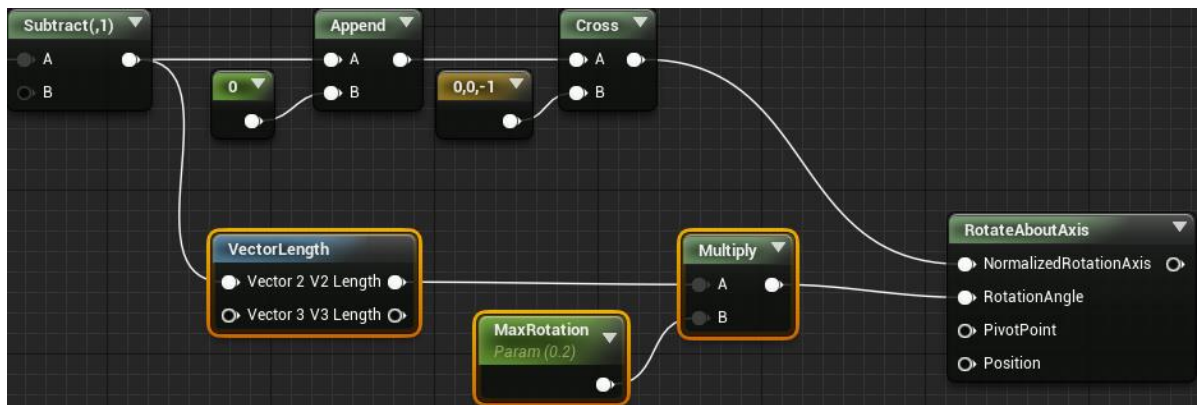 Subtract(,1)
A
B
0
Append
A
B
0,0,-1
Cross
A
B
VectorLength
Vector 2 V2 Length
Vector 3 V3 Length
MaxRotation
Param (0.2)
Multiply
A
B
RotateAboutAxis
NormalizedRotationAxis
RotationAngle
PivotPoint
Position